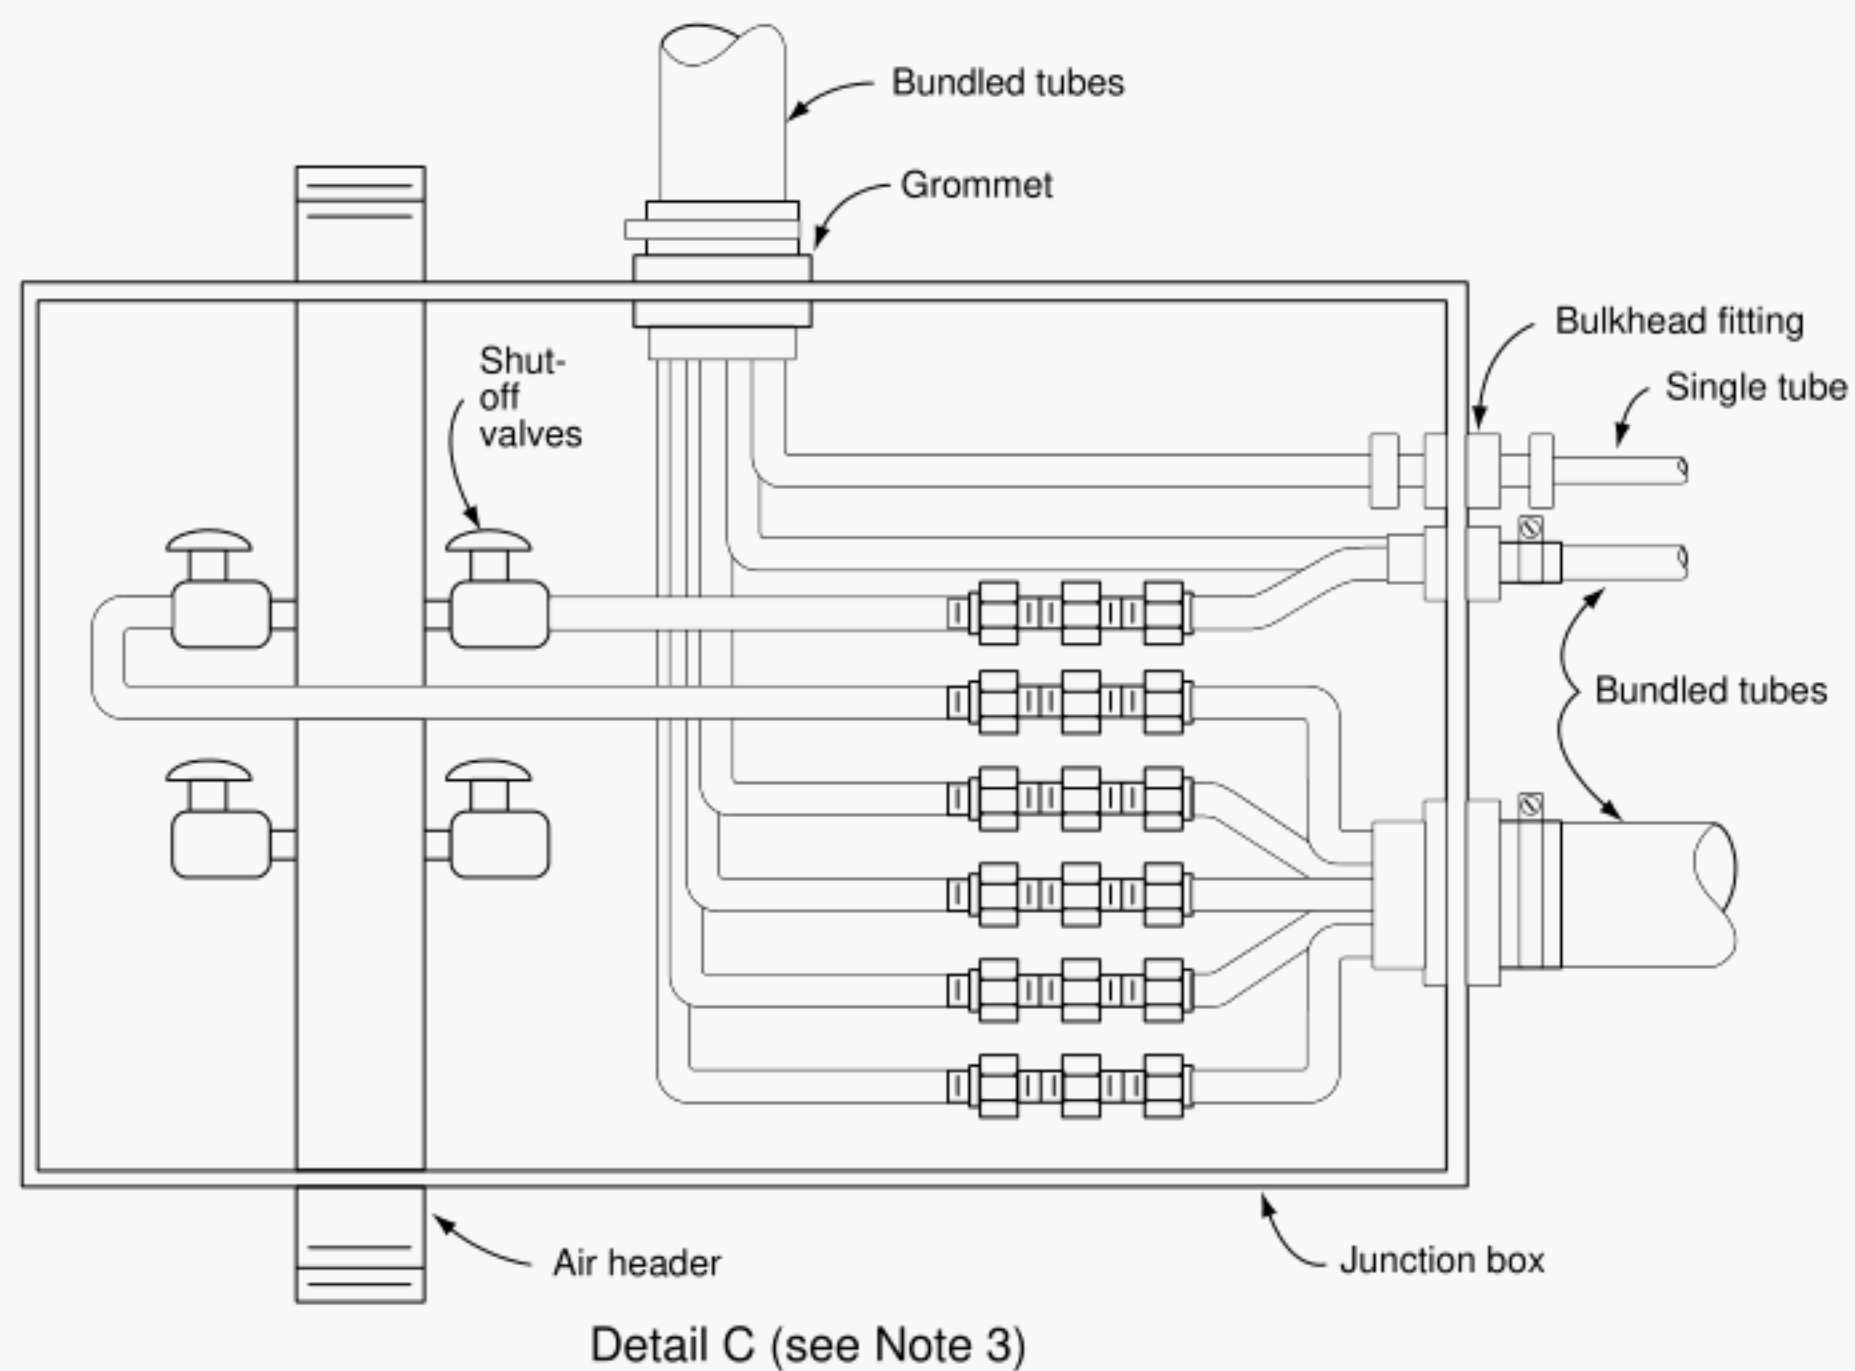 Bundled tubes
Grommet
Bulkhead fitting
Shut-
off
valves
Single tube
Bundled tubes
Air header
Junction box
Detail C (see Note 3)